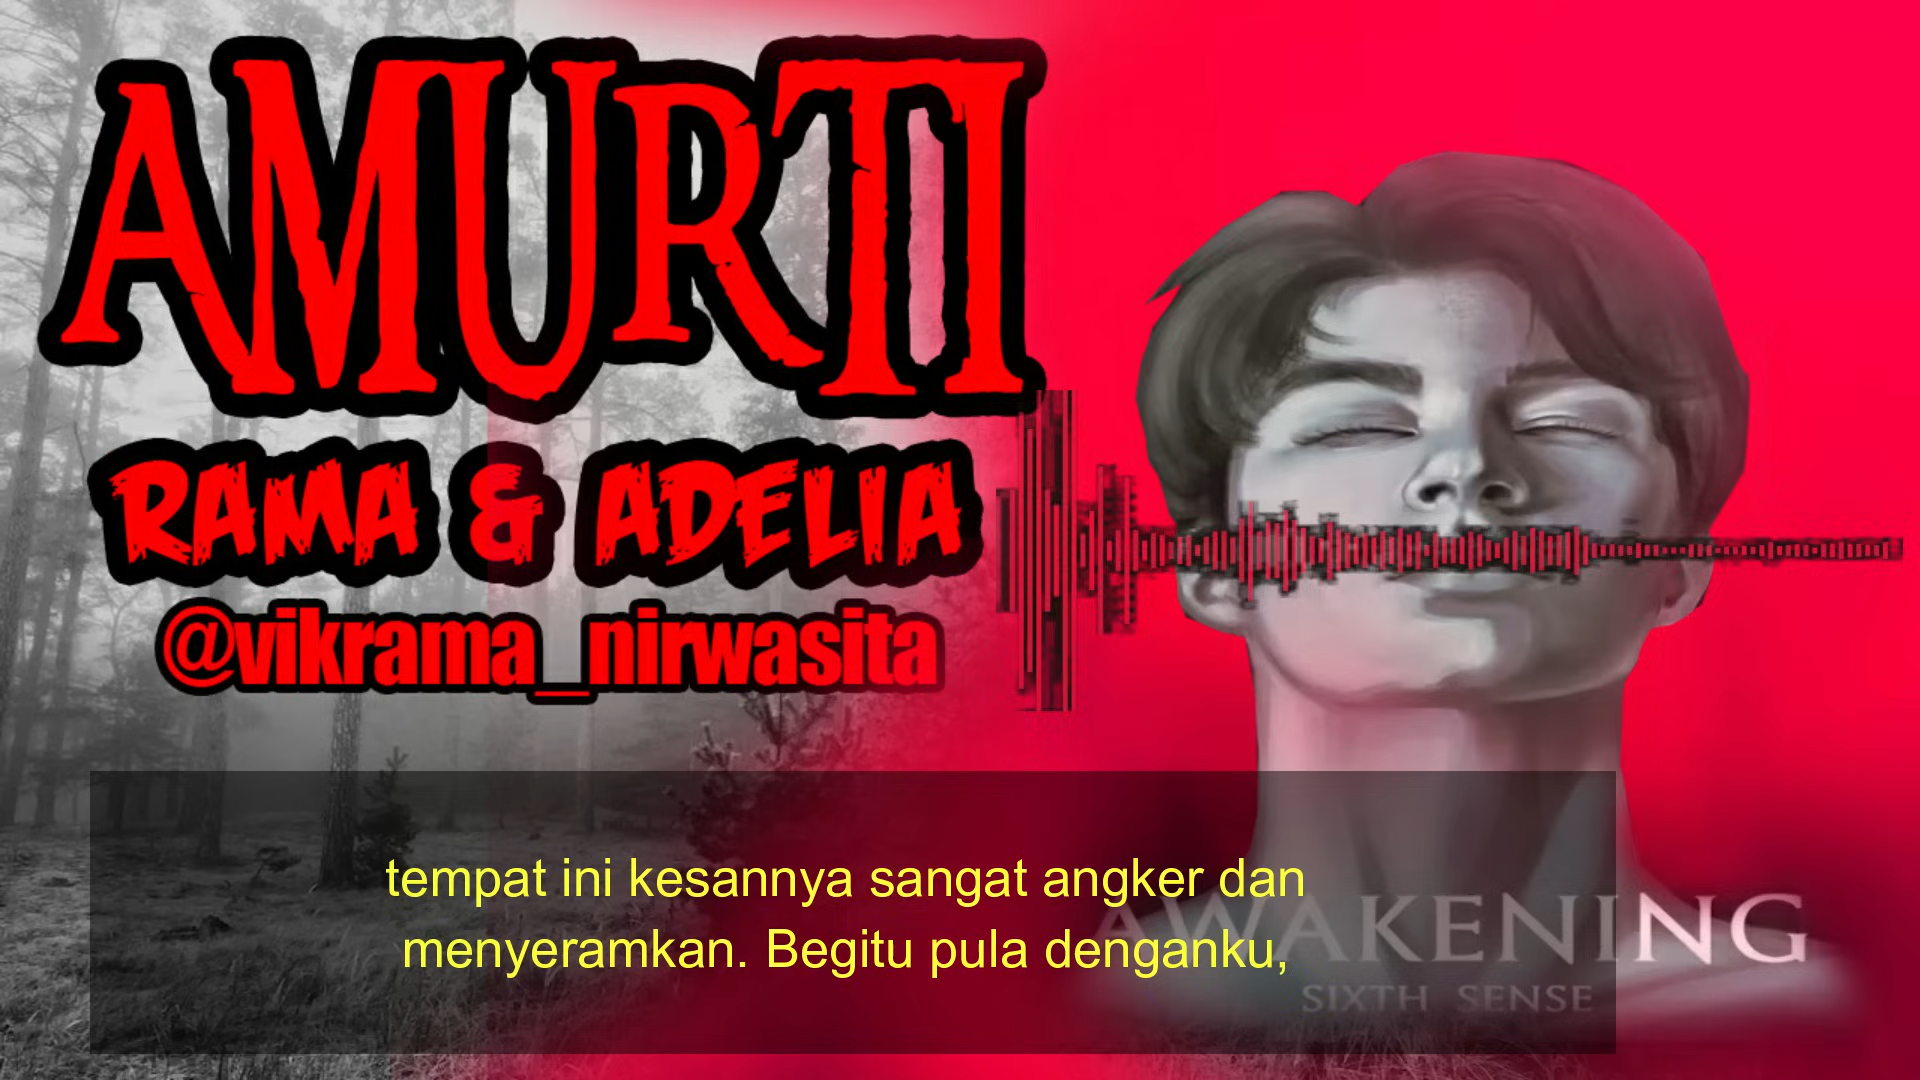 AMURTI
RAMA & ADELIA
@vikrama_nirwasita
tempat ini kesannya sangat angker dan
menyeramkan. Begitu pula denganku,
AWAKENING
SIXTH SENSE